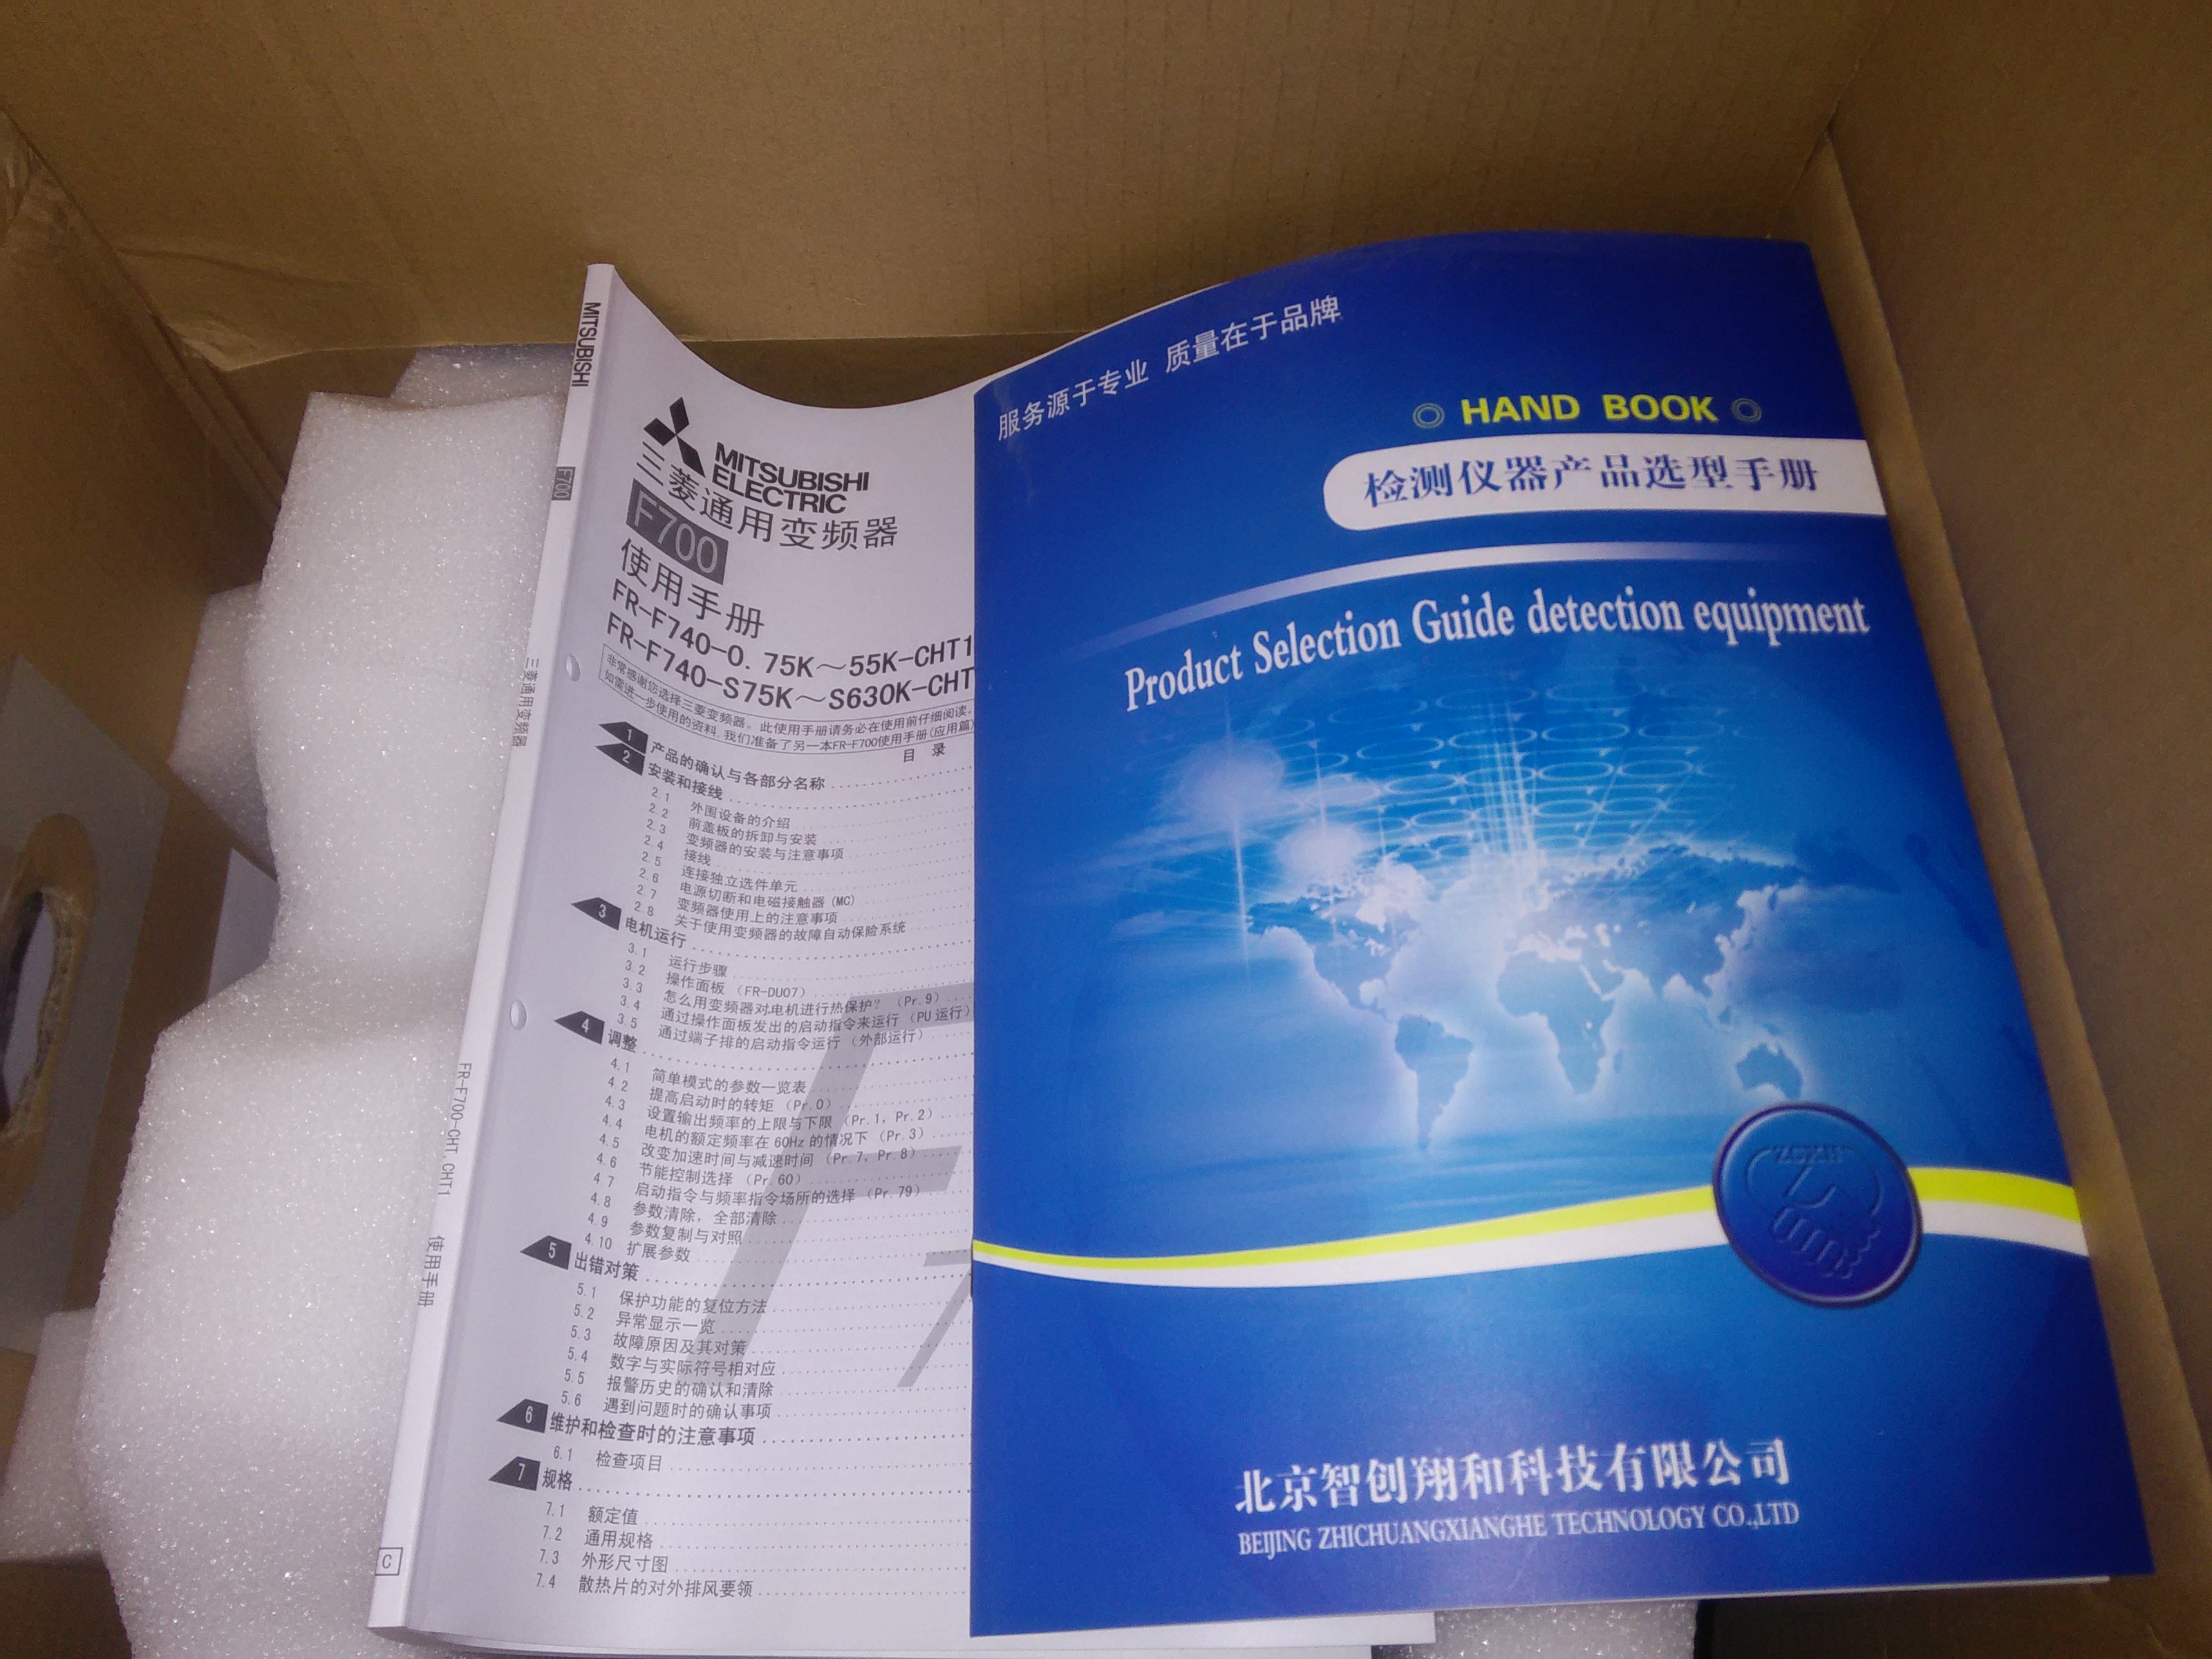 MITSUBISHI
F700
三菱通用变频器
FR-F700-CHT,CHT1
使用手册
C
MITSUBISHI
ELECTRIC
三菱通用变频器
F700
使用手册
FR-F740-0.75K～55K-CHT1
FR-F740-S75K～S630K-CHT
非常感谢您选择三菱变频器。此使用手册请务必在使用前仔细阅读。
如需进一步使用的资料，我们准备了另一本FR-F700使用手册(应用篇)
目 录
1 产品的确认与各部分名称
2 安装和接线
2.1 外围设备的介绍
2.2 前盖板的拆卸与安装
2.3 变频器的安装与注意事项
2.4 接线
2.5 连接独立选件单元
2.6 电源切断和电磁接触器(MC)
2.7 变频器使用上的注意事项
2.8 关于使用变频器的故障自动保险系统
3 电机运行
3.1 运行步骤
3.2 操作面板（FR-DU07）
3.3 怎么用变频器对电机进行热保护？（Pr.9）
3.4 通过操作面板发出的启动指令来运行（PU运行）
3.5 通过端子排的启动指令运行（外部运行）
4 调整
4.1 简单模式的参数一览表
4.2 提高启动时的转矩（Pr.0）
4.3 设置输出频率的上限与下限（Pr.1, Pr.2）
4.4 电机的额定频率在60Hz的情况下（Pr.3）
4.5 改变加速时间与减速时间（Pr.7, Pr.8）
4.6 节能控制选择（Pr.60）
4.7 启动指令与频率指令场所的选择（Pr.79）
4.8 参数清除，全部清除
4.9 参数复制与对照
4.10 扩展参数
5 出错对策
5.1 保护功能的复位方法
5.2 异常显示一览
5.3 故障原因及其对策
5.4 数字与实际符号相对应
5.5 报警历史的确认和清除
5.6 遇到问题时的确认事项
6 维护和检查时的注意事项
6.1 检查项目
7 规格
7.1 额定值
7.2 通用规格
7.3 外形尺寸图
7.4 散热片的对外排风要领
服务源于专业 质量在于品牌
HAND BOOK
检测仪器产品选型手册
Product Selection Guide detection equipment
ZCXH
北京智创翔和科技有限公司
BEIJING ZHICHUANGXIANGHE TECHNOLOGY CO.,LTD